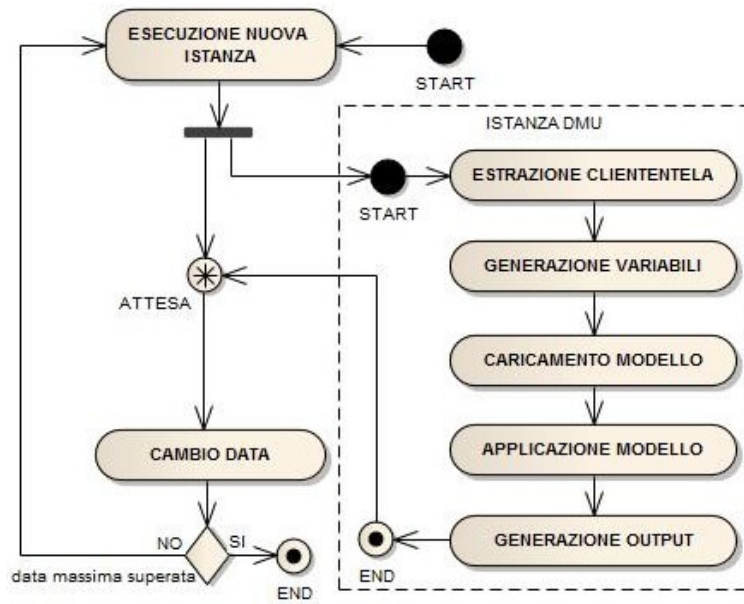 ESECUZIONE NUOVA
ISTANZA
START
ISTANZA DMU
ESTRAZIONE CLIENTENTELA
START
GENERAZIONE VARIABILI
ATTESA
CARICAMENTO MODELLO
CAMBIO DATA
APPLICAZIONE MODELLO
GENERAZIONE OUTPUT
NO
SI
data massima superata
END
END